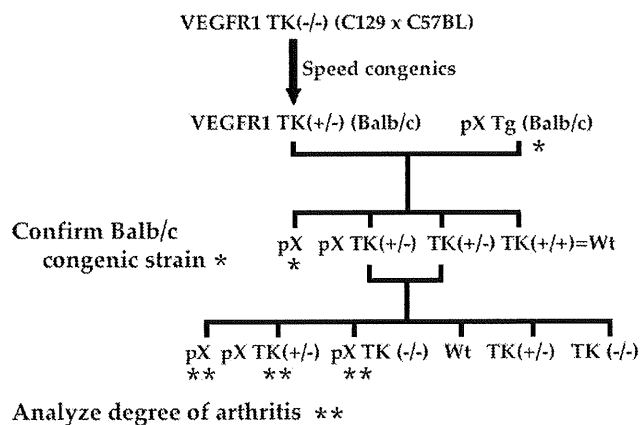 VEGFR1 TK(-/-) (C129 x C57BL)
Speed congenics
VEGFR1 TK(+/-) (Balb/c) pX Tg (Balb/c)
*
Confirm Balb/c
congenic strain *
pX pX TK(+/-) TK(+/-) TK(+/+)=Wt
*
pX pX TK(+/-) pX TK (-/-) Wt TK(+/-) TK (-/-)
** ** **
Analyze degree of arthritis **